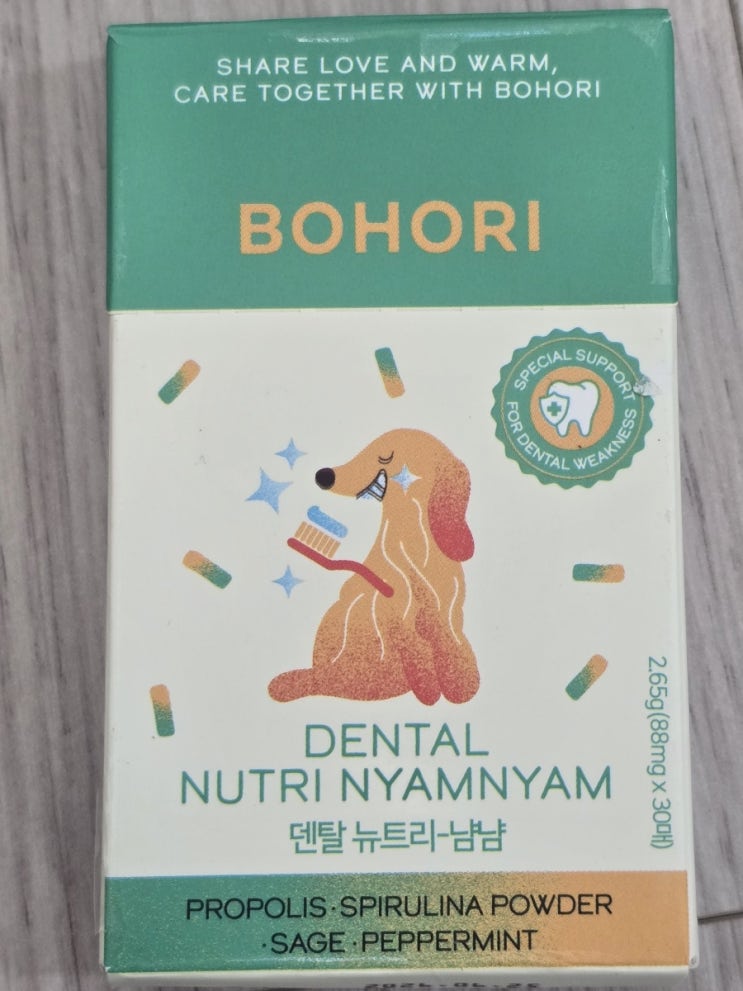 SHARE LOVE AND WARM,
CARE TOGETHER WITH BOHORI
BOHORI
SPECIAL SUPPORT
FOR DENTAL WEAKNESS
2.65g(88mg x 30매)
DENTAL
NUTRI NYAMNYAM
덴탈 뉴트리-냠냠
PROPOLIS·SPIRULINA POWDER
·SAGE·PEPPERMINT